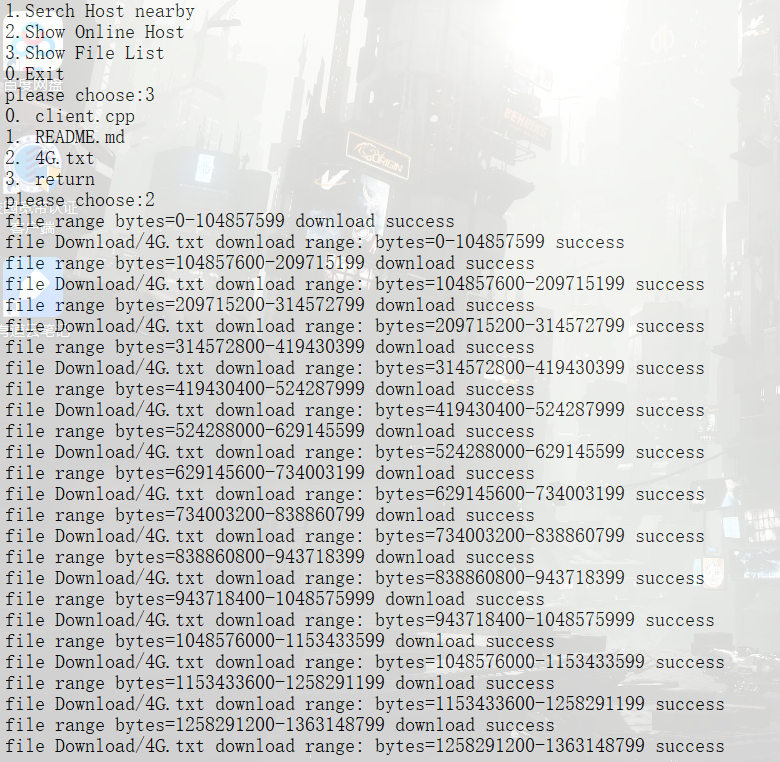 1.Serch Host nearby
2.Show Online Host
3.Show File List
0.Exit
please choose:3
0. client.cpp
1. README.md
2. 4G.txt
3. return
please choose:2
file range bytes=0-104857599 download success
file Download/4G.txt download range: bytes=0-104857599 success
file range bytes=104857600-209715199 download success
file Download/4G.txt download range: bytes=104857600-209715199 success
file range bytes=209715200-314572799 download success
file Download/4G.txt download range: bytes=209715200-314572799 success
file range bytes=314572800-419430399 download success
file Download/4G.txt download range: bytes=314572800-419430399 success
file range bytes=419430400-524287999 download success
file Download/4G.txt download range: bytes=419430400-524287999 success
file range bytes=524288000-629145599 download success
file Download/4G.txt download range: bytes=524288000-629145599 success
file range bytes=629145600-734003199 download success
file Download/4G.txt download range: bytes=629145600-734003199 success
file range bytes=734003200-838860799 download success
file Download/4G.txt download range: bytes=734003200-838860799 success
file range bytes=838860800-943718399 download success
file Download/4G.txt download range: bytes=838860800-943718399 success
file range bytes=943718400-1048575999 download success
file Download/4G.txt download range: bytes=943718400-1048575999 success
file range bytes=1048576000-1153433599 download success
file Download/4G.txt download range: bytes=1048576000-1153433599 success
file range bytes=1153433600-1258291199 download success
file Download/4G.txt download range: bytes=1153433600-1258291199 success
file range bytes=1258291200-1363148799 download success
file Download/4G.txt download range: bytes=1258291200-1363148799 success
ORIGIN